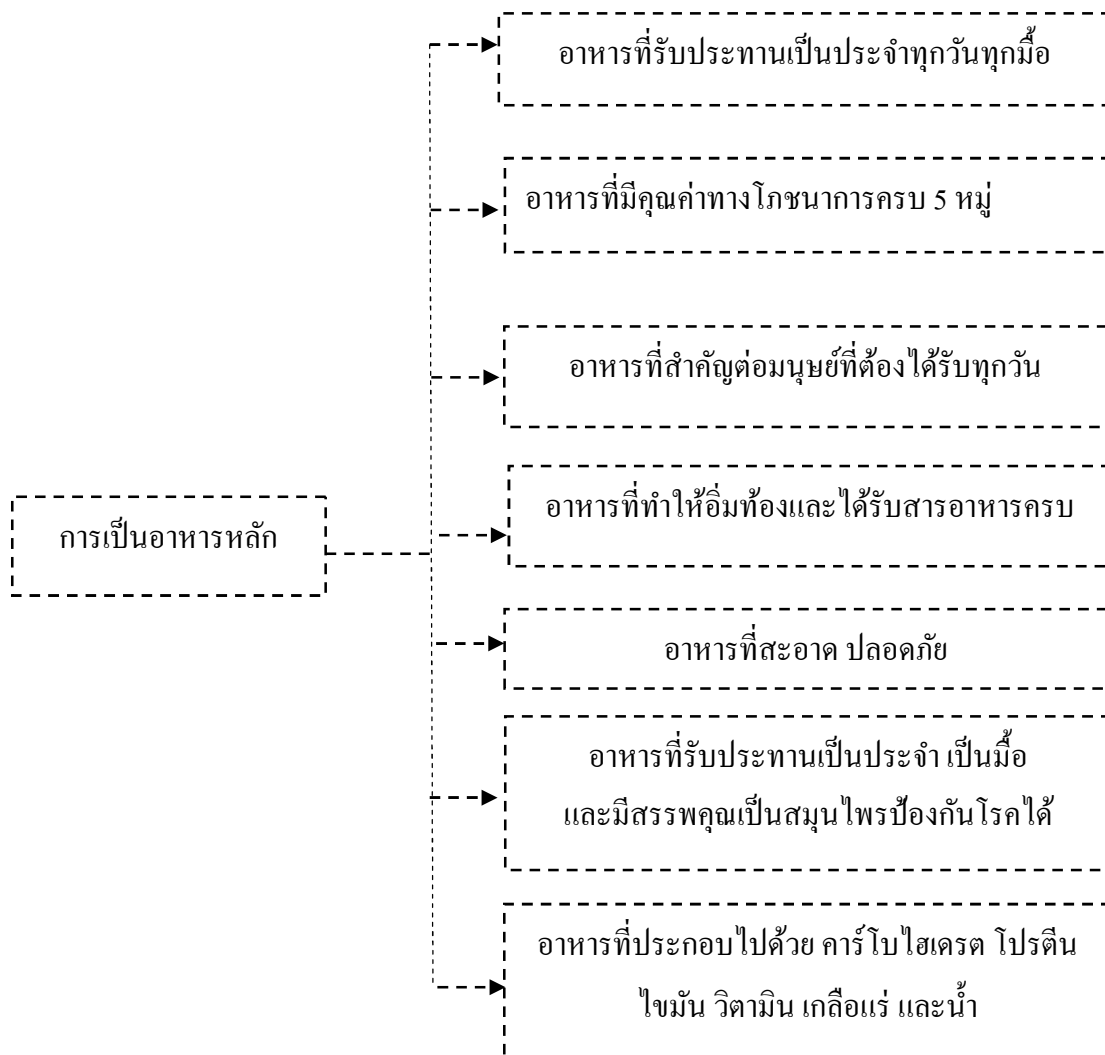 อาหารที่รับประทานเป็นประจำทุกวันทุกมื้อ
อาหารที่มีคุณค่าทางโภชนาการครบ 5 หมู่
อาหารที่สำคัญต่อมนุษย์ที่ต้องได้รับทุกวัน
การเป็นอาหารหลัก
อาหารที่ทำให้อิ่มท้องและได้รับสารอาหารครบ
อาหารที่สะอาด ปลอดภัย
อาหารที่รับประทานเป็นประจำ เป็นมื้อ
และมีสรรพคุณเป็นสมุนไพรป้องกันโรคได้
อาหารที่ประกอบไปด้วย คาร์โบไฮเดรต โปรตีน
ไขมัน วิตามิน เกลือแร่ และน้ำ